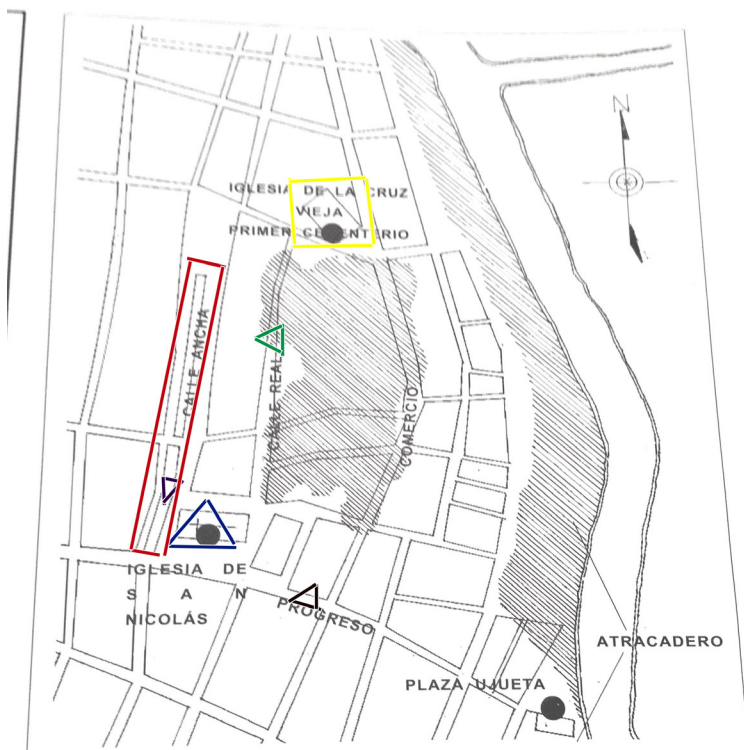 N
IGLESIA DE LA CRUZ
VIEJA
PRIMER CEMENTERIO
CALLE ANCHA
CALLE REAL
COMERCIO
IGLESIA DE
S A N
NICOLÁS
PROGRESO
ATRACADERO
PLAZA UJUETA